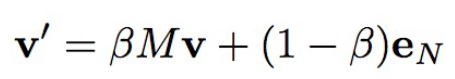 v′ = βMv + (1 − β)e_N